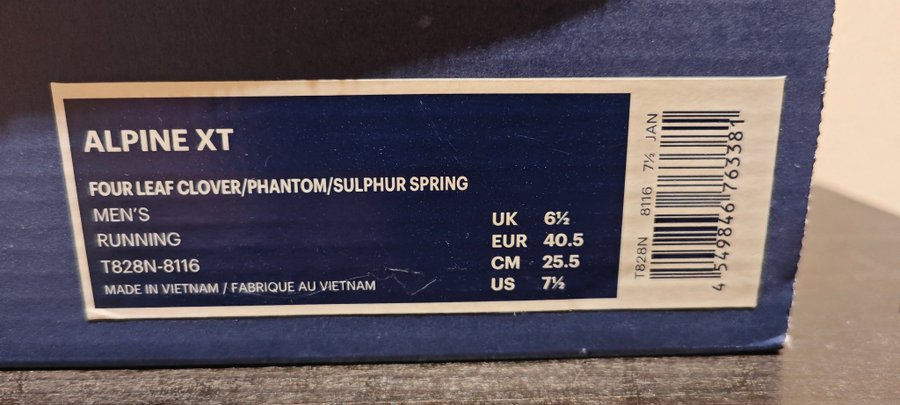 ALPINE XT
FOUR LEAF CLOVER/PHANTOM/SULPHUR SPRING
MEN'S
RUNNING
T828N-8116
MADE IN VIETNAM / FABRIQUE AU VIETNAM
UK 6½
EUR 40.5
CM 25.5
US 7½
T828N 8116 7½ JAN
4 549846 763381